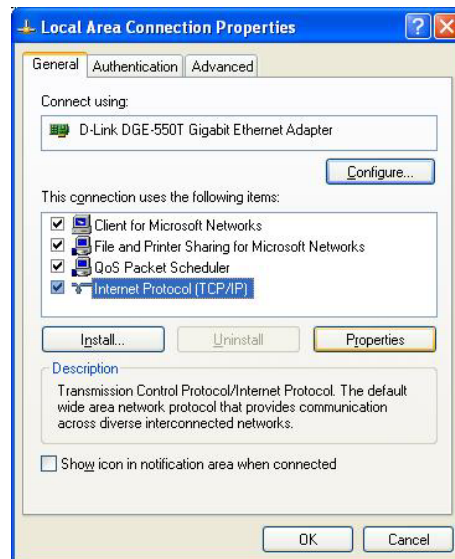 Local Area Connection Properties
General Authentication Advanced
Connect using:
D-Link DGE-550T Gigabit Ethernet Adapter
Configure...
This connection uses the following items:
Client for Microsoft Networks
File and Printer Sharing for Microsoft Networks
QoS Packet Scheduler
Internet Protocol (TCP/IP)
Install... Uninstall Properties
Description
Transmission Control Protocol/Internet Protocol. The default
wide area network protocol that provides communication
across diverse interconnected networks.
Show icon in notification area when connected
OK Cancel